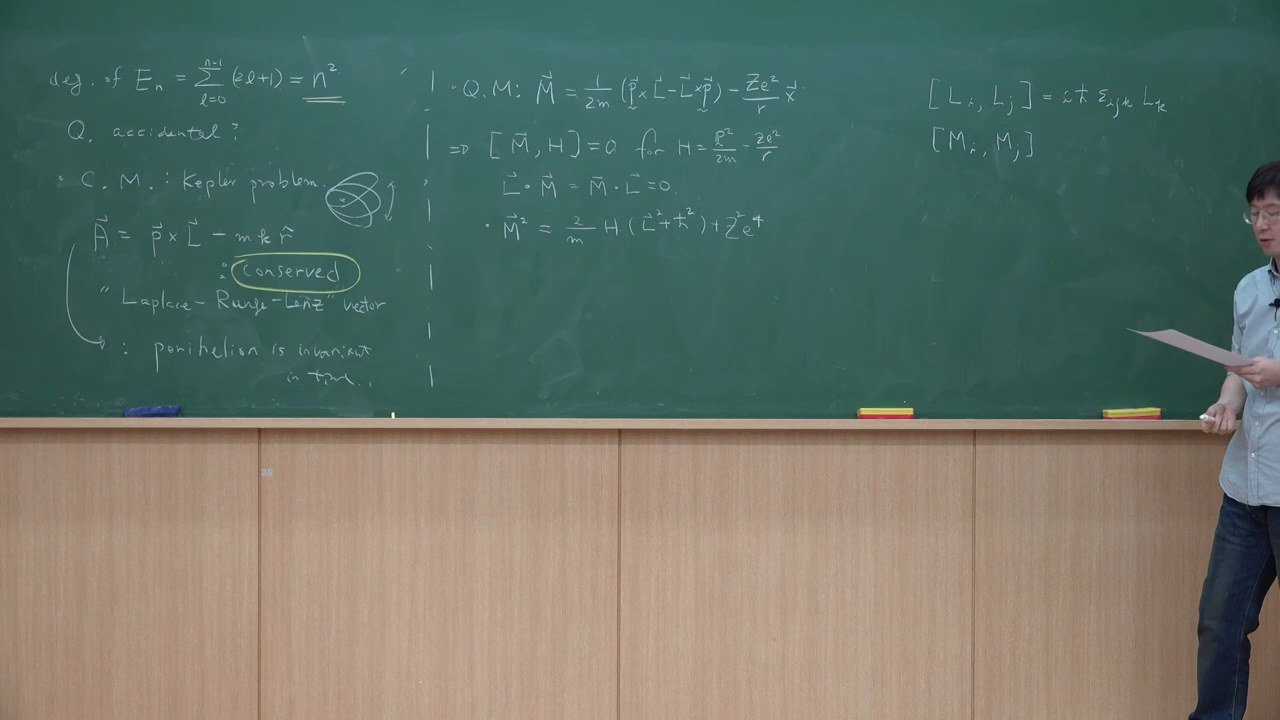 deg. of Eₙ = Σ_{l=0}^{n-1} (2l+1) = n²
Q. accidental?
• C. M. : Kepler problem.
A⃗ = p⃗ × L⃗ − m k r̂
: conserved
"Laplace-Runge-Lenz" vector
: perihelion is invariant
in time..
• Q. M: M⃗ = 1/2m (p⃗ × L⃗ − L⃗ × p⃗) − Ze²/r x⃗
⇒ [M⃗, H] = 0 for H = p⃗²/2m − Ze²/r
L⃗ · M⃗ = M⃗ · L⃗ = 0.
• M⃗² = 2/m H (L⃗² + ħ²) + Z²e⁴
[Lᵢ, Lⱼ] = iħ εᵢⱼₖ Lₖ
[Mᵢ, Mⱼ]